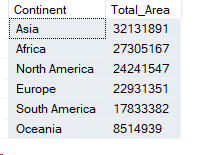 Continent Total_Area
Asia 32131891
Africa 27305167
North America 24241547
Europe 22931351
South America 17833382
Oceania 8514939